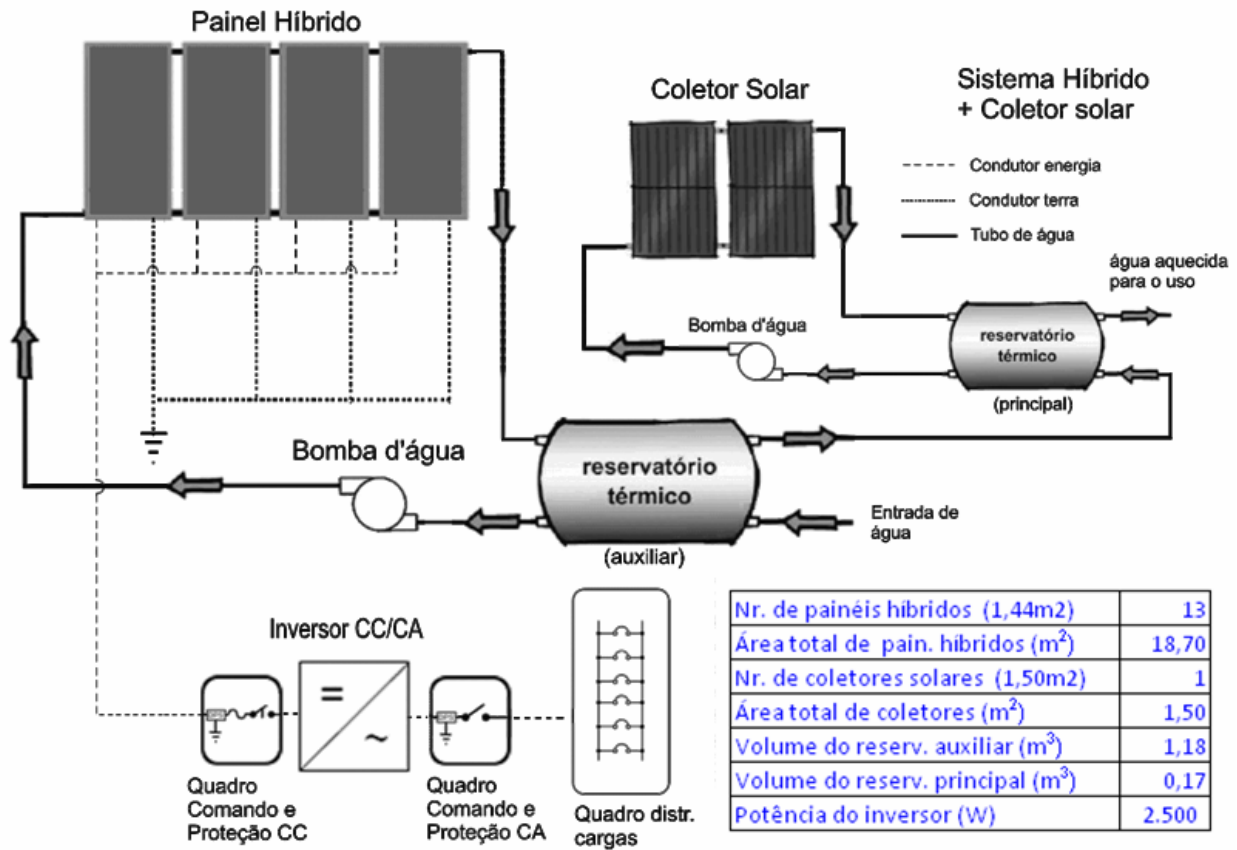 Painel Híbrido
Coletor Solar
Sistema Híbrido
+ Coletor solar
Condutor energia
Condutor terra
Tubo de água
água aquecida
para o uso
Bomba d'água
reservatório
térmico
(principal)
Bomba d'água
reservatório
térmico
(auxiliar)
Entrada de
água
Inversor CC/CA
DPS
=
~
DPS
Quadro
Comando e
Proteção CC
Quadro
Comando e
Proteção CA
Quadro distr.
cargas
Nr. de painéis híbridos (1,44m2) 13
Área total de pain. híbridos (m²) 18,70
Nr. de coletores solares (1,50m2) 1
Área total de coletores (m²) 1,50
Volume do reserv. auxiliar (m³) 1,18
Volume do reserv. principal (m³) 0,17
Potência do inversor (W) 2.500